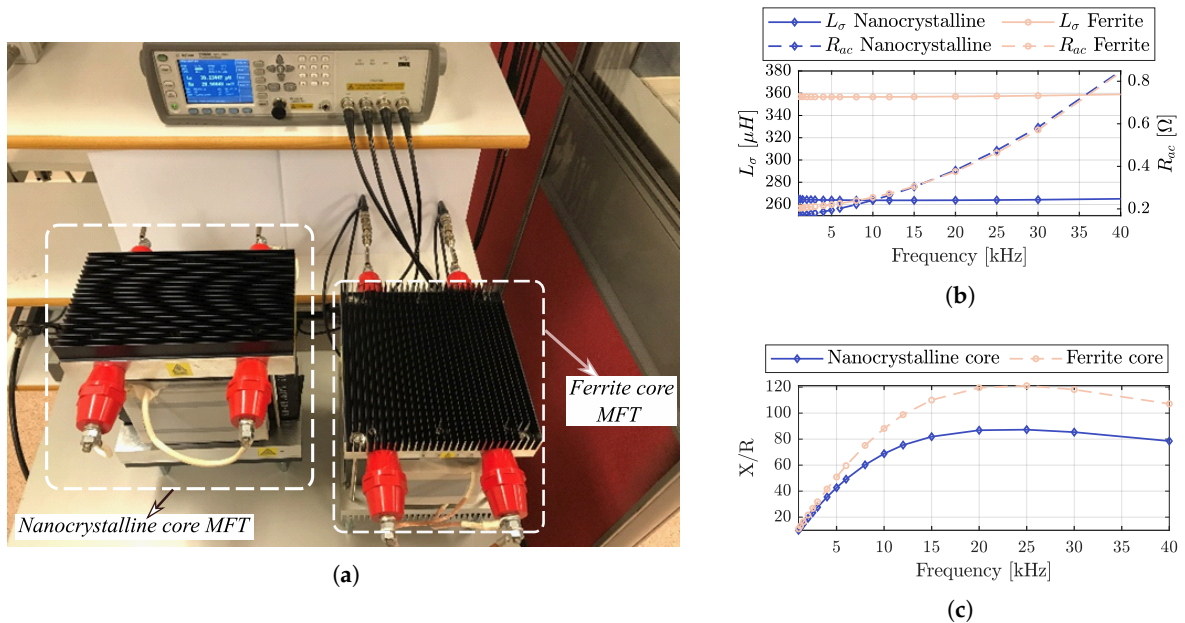 Ferrite core
MFT
Nanocrystalline core MFT
(a)
Lσ Nanocrystalline
Lσ Ferrite
Rac Nanocrystalline
Rac Ferrite
380
360
340
320
300
280
260
Lσ [μH]
0.8
0.6
0.4
0.2
Rac [Ω]
5 10 15 20 25 30 35 40
Frequency [kHz]
(b)
Nanocrystalline core
Ferrite core
120
100
80
60
40
20
X/R
5 10 15 20 25 30 35 40
Frequency [kHz]
(c)